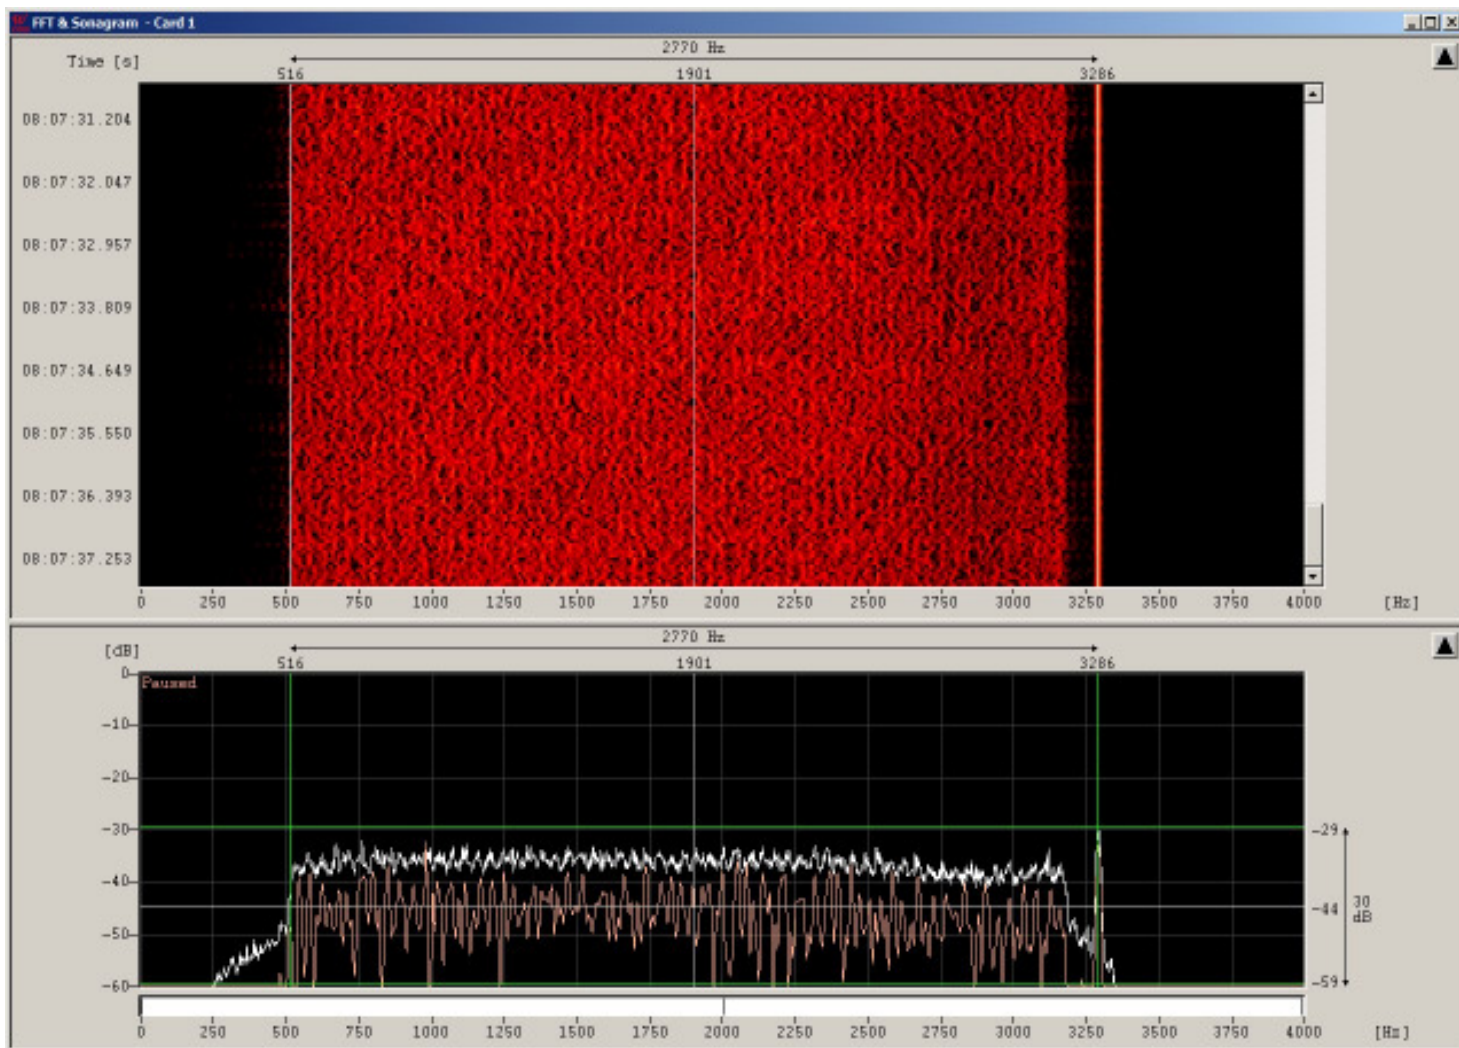 FFT & Sonagram - Card 1
2770 Hz
Time [s]
516 1901 3286
08:07:31.204
08:07:32.047
08:07:32.957
08:07:33.809
08:07:34.649
08:07:35.550
08:07:36.393
08:07:37.253
0 250 500 750 1000 1250 1500 1750 2000 2250 2500 2750 3000 3250 3500 3750 4000 [Hz]
2770 Hz
[dB]
516 1901 3286
0
Paused
-10
-20
-30 -29
-40
-44 30 dB
-50
-60 -59
0 250 500 750 1000 1250 1500 1750 2000 2250 2500 2750 3000 3250 3500 3750 4000 [Hz]